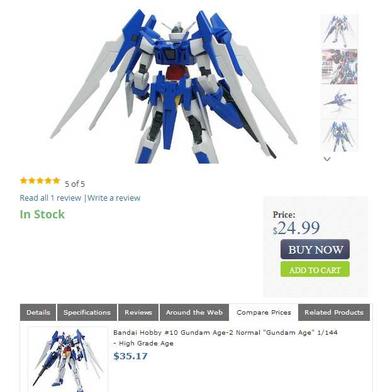 5 of 5
Read all 1 review |Write a review
In Stock
Price:
$24.99
BUY NOW
ADD TO CART
Details
Specifications
Reviews
Around the Web
Compare Prices
Related Products
Bandai Hobby #10 Gundam Age-2 Normal "Gundam Age" 1/144
- High Grade Age
$35.17